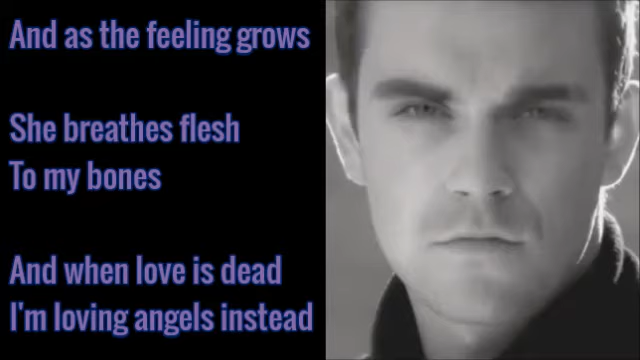 And as the feeling grows
She breathes flesh
To my bones
And when love is dead
I'm loving angels instead